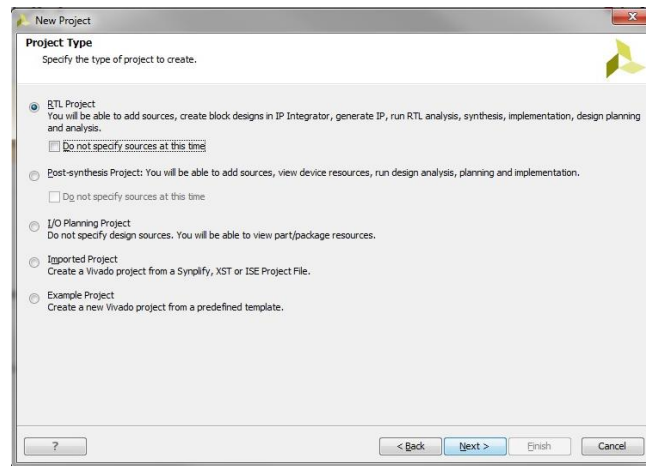 New Project
Project Type
Specify the type of project to create.
RTL Project
You will be able to add sources, create block designs in IP Integrator, generate IP, run RTL analysis, synthesis, implementation, design planning
and analysis.
Do not specify sources at this time
Post-synthesis Project: You will be able to add sources, view device resources, run design analysis, planning and implementation.
Do not specify sources at this time
I/O Planning Project
Do not specify design sources. You will be able to view part/package resources.
Imported Project
Create a Vivado project from a Synplify, XST or ISE Project File.
Example Project
Create a new Vivado project from a predefined template.
? < Back Next > Finish Cancel